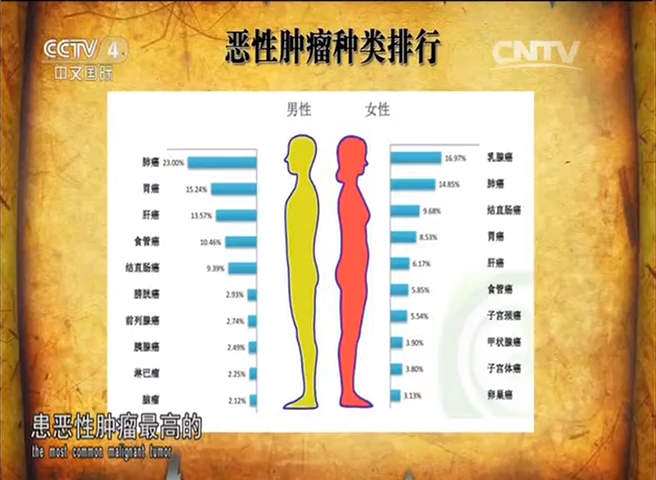 CCTV 4
中文国际
恶性肿瘤种类排行
CNTV
男性
女性
肺癌 23.00%
胃癌 15.24%
肝癌 13.57%
食管癌 10.46%
结直肠癌 9.39%
膀胱癌 2.93%
前列腺癌 2.74%
胰腺癌 2.49%
淋巴瘤 2.25%
脑瘤 2.12%
16.97% 乳腺癌
14.85% 肺癌
9.68% 结直肠癌
8.53% 胃癌
6.17% 肝癌
5.85% 食管癌
5.54% 子宫颈癌
3.90% 甲状腺癌
3.80% 子宫体癌
3.13% 卵巢癌
患恶性肿瘤最高的
the most common malignant tumor